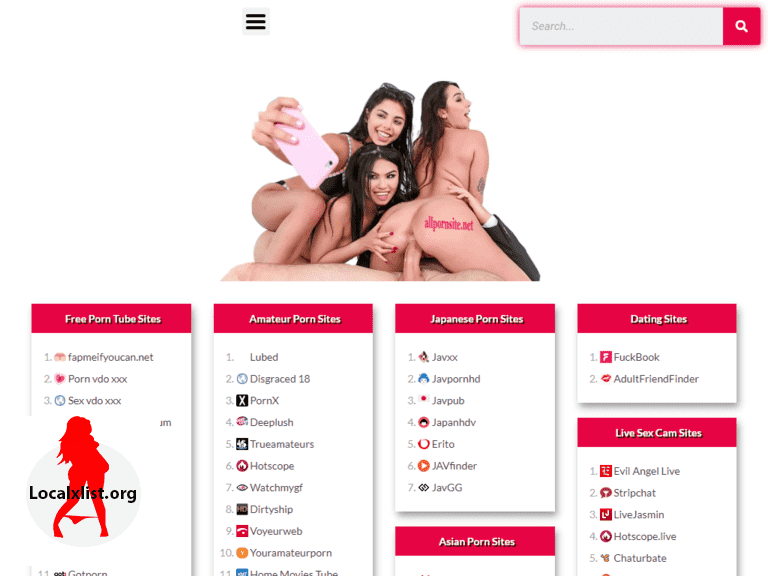 Search...
allpornsite.net
Free Porn Tube Sites
1. fapmeifyoucan.net
2. Porn vdo xxx
3. Sex vdo xxx
um
Localxlist.org
11. Gotporn
Amateur Porn Sites
1. Lubed
2. Disgraced 18
3. PornX
4. Deeplush
5. Trueamateurs
6. Hotscope
7. Watchmygf
8. Dirtyship
9. Voyeurweb
10. Youramateurporn
11. Home Movies Tube
Japanese Porn Sites
1. Javxx
2. Javpornhd
3. Javpub
4. Japanhdv
5. Erito
6. JAVfinder
7. JavGG
Asian Porn Sites
Dating Sites
1. FuckBook
2. AdultFriendFinder
Live Sex Cam Sites
1. Evil Angel Live
2. Stripchat
3. LiveJasmin
4. Hotscope.live
5. Chaturbate